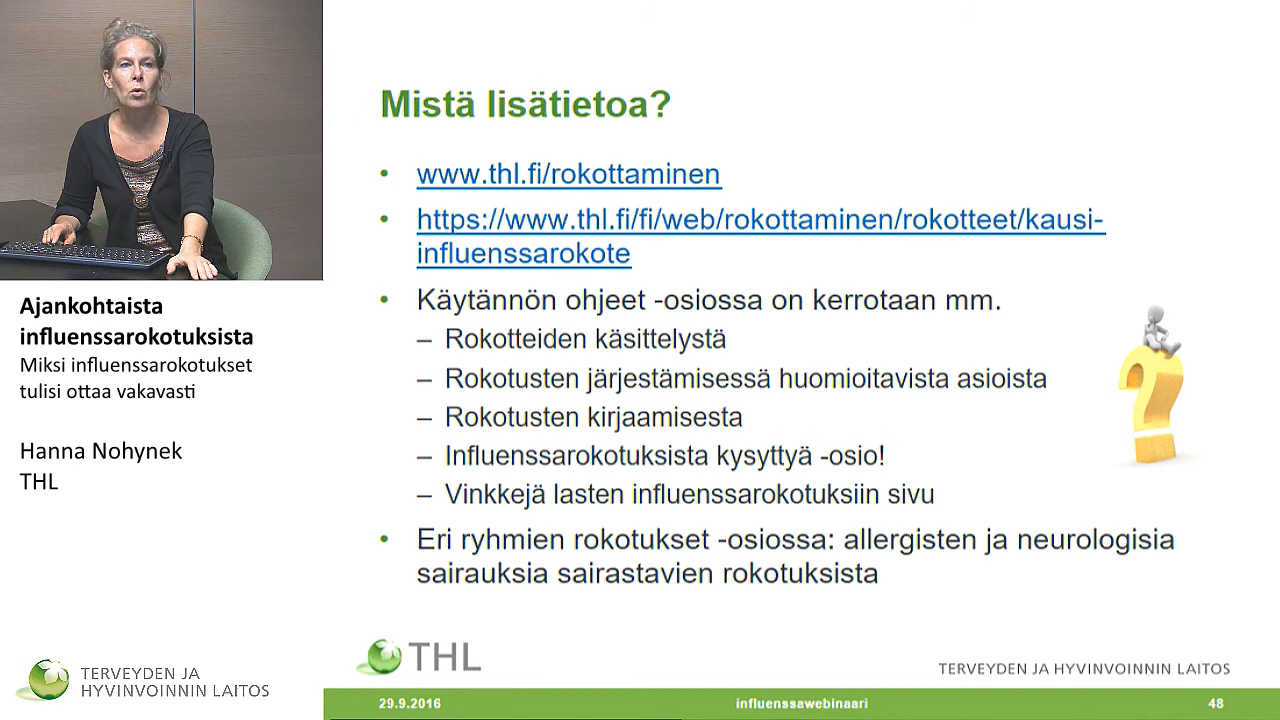 Ajankohtaista
influenssarokotuksista
Miksi influenssarokotukset
tulisi ottaa vakavasti
Hanna Nohynek
THL
TERVEYDEN JA
HYVINVOINNIN LAITOS
Mistä lisätietoa?
• www.thl.fi/rokottaminen
• https://www.thl.fi/fi/web/rokottaminen/rokotteet/kausi-
influenssarokote
• Käytännön ohjeet -osiossa on kerrotaan mm.
– Rokotteiden käsittelystä
– Rokotusten järjestämisessä huomioitavista asioista
– Rokotusten kirjaamisesta
– Influenssarokotuksista kysyttyä -osio!
– Vinkkejä lasten influenssarokotuksiin sivu
• Eri ryhmien rokotukset -osiossa: allergisten ja neurologisia
sairauksia sairastavien rokotuksista
THL
TERVEYDEN JA HYVINVOINNIN LAITOS
29.9.2016 influenssawebinaari 48